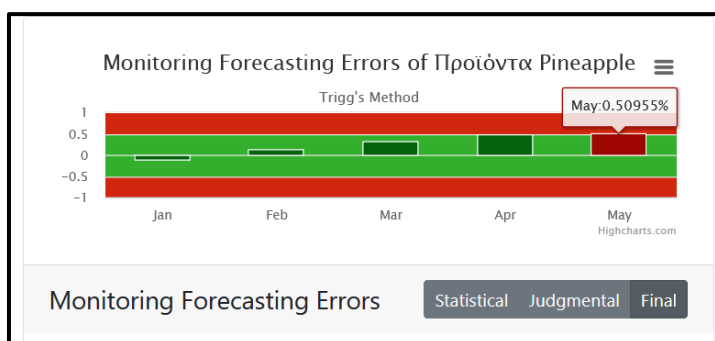 Monitoring Forecasting Errors of Προϊόντα Pineapple
Trigg's Method
May:0.50955%
1
0.5
0
−0.5
−1
Jan Feb Mar Apr May
Highcharts.com
Monitoring Forecasting Errors Statistical Judgmental Final